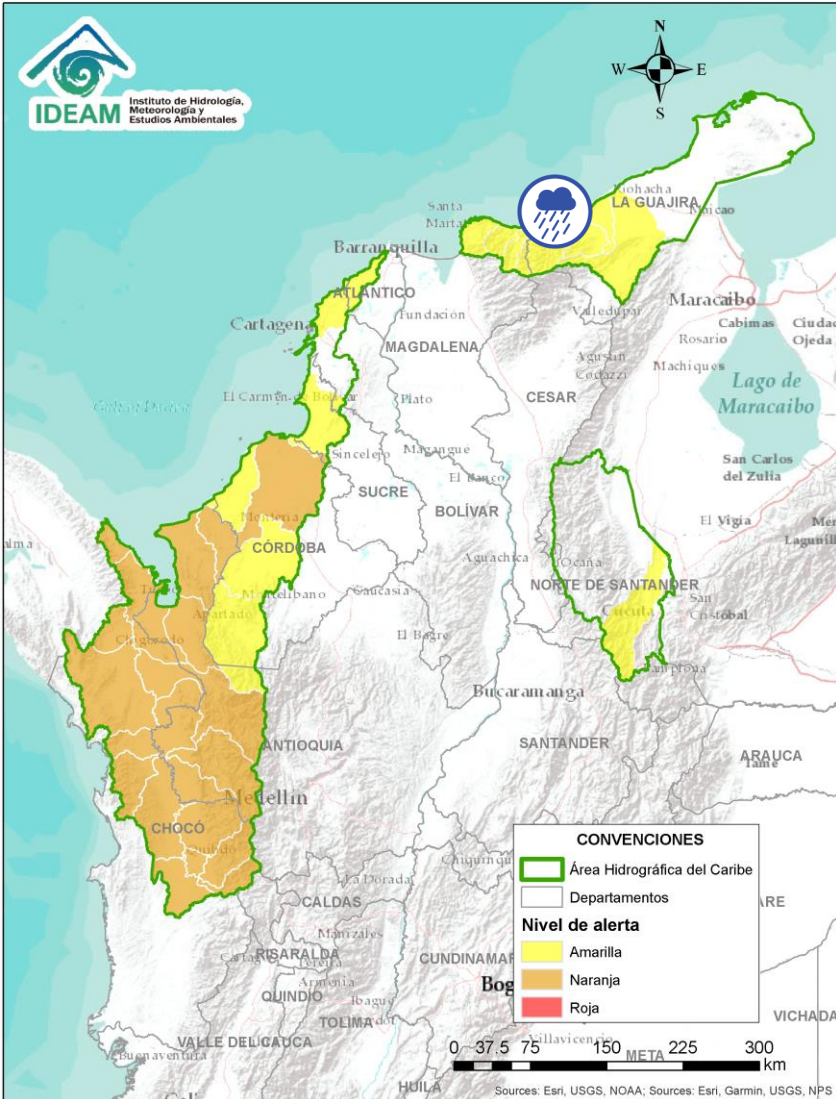 IDEAM
Instituto de Hidrología,
Meteorología y
Estudios Ambientales
N
W
E
S
Riohacha
LA GUAJIRA
Maicao
Santa
Marta
Barranquilla
ATLÁNTICO
Maracaibo
Cartagena
Fundación
Valledupar
Cabimas
Ciudad
Ojeda
Rosario
MAGDALENA
Agustín
Codazzi
Machiques
Lago de
Maracaibo
El Carmen de Bolívar
Plato
CESAR
Sincelejo
Magangué
San Carlos
del Zulia
El Banco
SUCRE
BOLÍVAR
Montería
El Vigía
CÓRDOBA
Aguachica
Ocaña
NORTE DE SANTANDER
Turbo
Montelíbano
Caucasia
San
Cristóbal
Apartadó
Cúcuta
Chigorodó
El Bagre
Pamplona
Bucaramanga
ANTIOQUIA
SANTANDER
ARAUCA
Tame
Medellín
CHOCÓ
Quibdó
La Dorada
CALDAS
Manizales
RISARALDA
Pereira
Armenia
QUINDÍO
Ibagué
TOLIMA
VALLE DEL CAUCA
Buenaventura
HUILA
Villavicencio
META
VICHADA
CONVENCIONES
Área Hidrográfica del Caribe
Departamentos
Nivel de alerta
Amarilla
Naranja
Roja
0 37.5 75 150 225 300
km
Sources: Esri, USGS, NOAA; Sources: Esri, Garmin, USGS, NPS